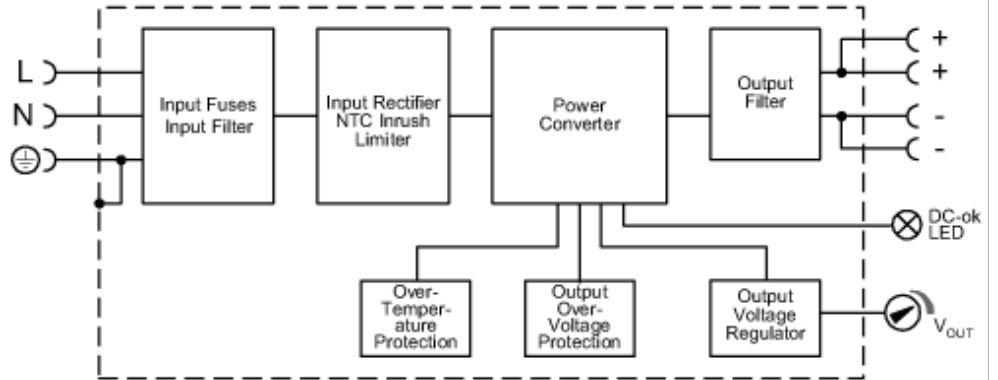 L
N
Input Fuses
Input Filter
Input Rectifier
NTC Inrush
Limiter
Power
Converter
Output
Filter
+
+
-
-
DC-ok
LED
Over-
Temper-
ature
Protection
Output
Over-
Voltage
Protection
Output
Voltage
Regulator
VOUT